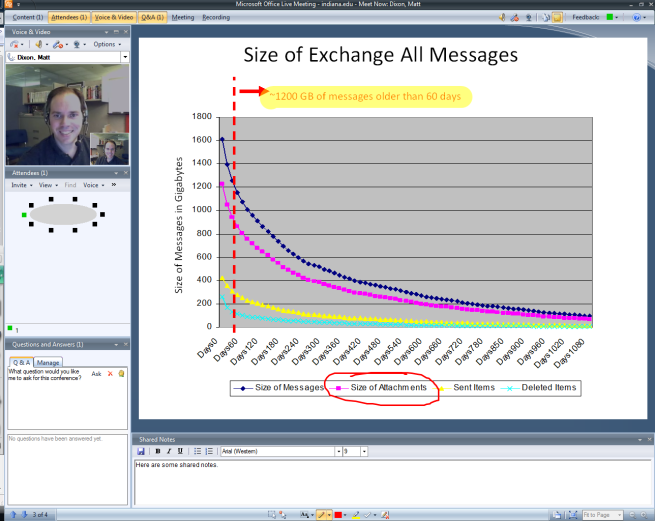 Microsoft Office Live Meeting - indiana.edu - Meet Now: Dixon, Matt
Content (1) Attendees (1) Voice & Video Q&A (1) Meeting Recording
Feedback:
Voice & Video
Options
Dixon, Matt
Attendees (1)
Invite View Find Voice »
1
Questions and Answers (1)
Q & A Manage
What question would you like
me to ask for this conference?
Ask
No questions have been answered yet.
Size of Exchange All Messages
~1200 GB of messages older than 60 days
Size of Messages in Gigabytes
1800
1600
1400
1200
1000
800
600
400
200
0
Days0 Days60 Days120 Days180 Days240 Days300 Days360 Days420 Days480 Days540 Days600 Days660 Days720 Days780 Days850 Days900 Days960 Days1020 Days1080
Size of Messages Size of Attachments Sent Items Deleted Items
Shared Notes
B I U Arial (Western) 9
Here are some shared notes.
3 of 4
Fit to Page